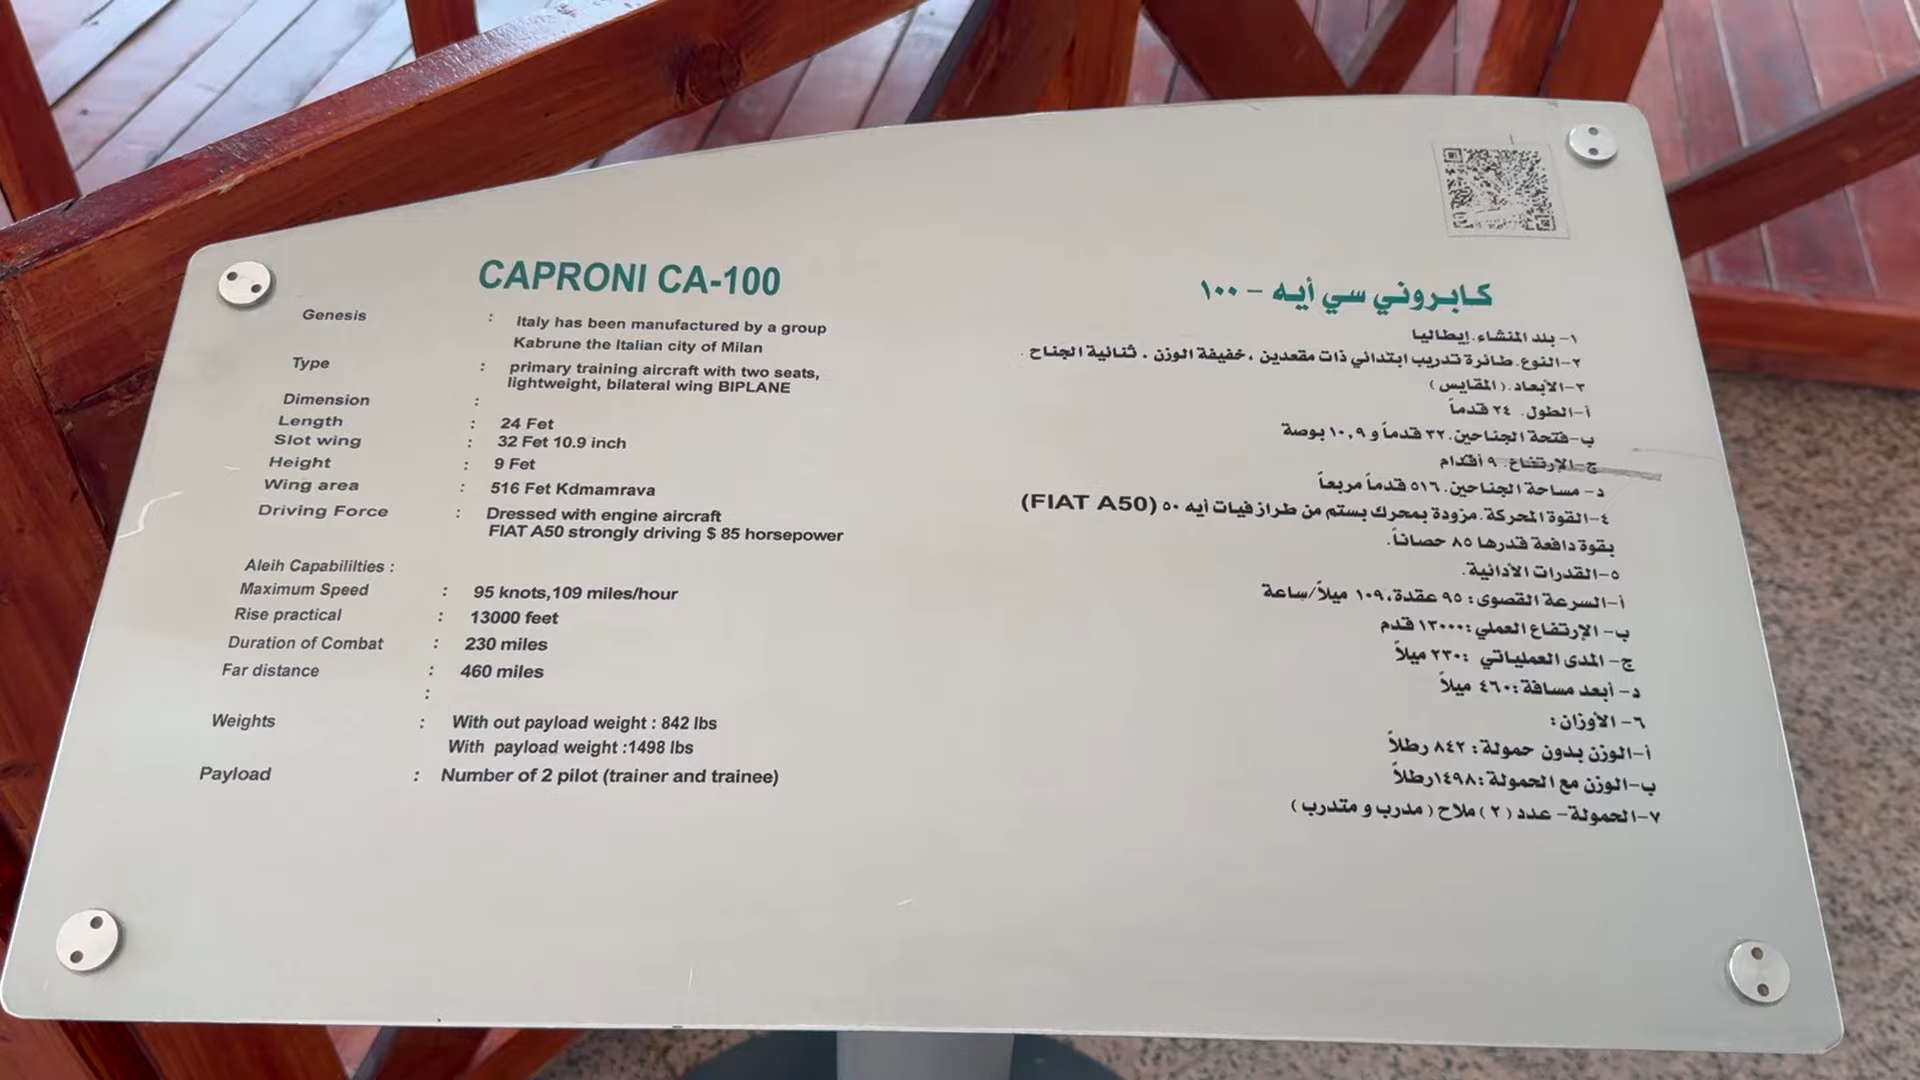 CAPRONI CA-100
Genesis : Italy has been manufactured by a group
Kabrune the Italian city of Milan
Type : primary training aircraft with two seats,
lightweight, bilateral wing BIPLANE
Dimension :
Length : 24 Fet
Slot wing : 32 Fet 10.9 inch
Height : 9 Fet
Wing area : 516 Fet Kdmamrava
Driving Force : Dressed with engine aircraft
FIAT A50 strongly driving $ 85 horsepower
Aleih Capabililties :
Maximum Speed : 95 knots,109 miles/hour
Rise practical : 13000 feet
Duration of Combat : 230 miles
Far distance : 460 miles
:
Weights : With out payload weight : 842 lbs
With payload weight :1498 lbs
Payload : Number of 2 pilot (trainer and trainee)
كابروني سي أيه - ١٠٠
١- بلد المنشاء. إيطاليا
٢-النوع. طائرة تدريب ابتدائي ذات مقعدين ، خفيفة الوزن . ثنائية الجناح .
٣-الأبعاد. (المقايس)
أ-الطول. ٢٤ قدماً
ب-فتحة الجناحين. ٣٢ قدماً و ١٠,٩ بوصة
ج-الإرتفاع. ٩ أقدام
د- مساحة الجناحين. ٥١٦ قدماً مربعاً
٤-القوة المحركة. مزودة بمحرك بستم من طراز فيات أيه ٥٠ (FIAT A50)
بقوة دافعة قدرها ٨٥ حصاناً.
٥-القدرات الأدائية.
أ-السرعة القصوى: ٩٥ عقدة، ١٠٩ ميلاً/ساعة
ب- الإرتفاع العملي: ١٣٠٠٠ قدم
ج- المدى العملياتي :٢٣٠ ميلاً
د- أبعد مسافة: ٤٦٠ ميلاً
٦- الأوزان:
أ-الوزن بدون حمولة: ٨٤٢ رطلاً
ب-الوزن مع الحمولة: ١٤٩٨رطلاً
٧-الحمولة- عدد (٢) ملاح (مدرب و متدرب)